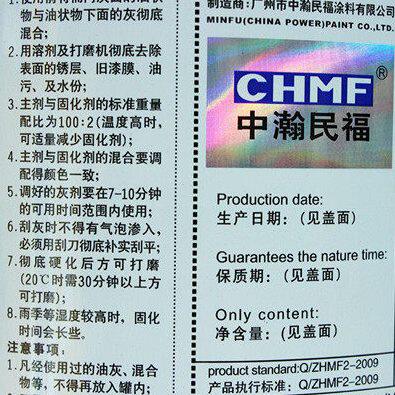 1.使用前将罐内灰的油状
物与油状物下面的灰彻底
混合;
2.用溶剂及打磨机彻底去除
表面的锈层、旧漆膜、油
污、及水份;
3.主剂与固化剂的标准重量
配比为100:2(温度高时,
可适量减少固化剂);
4.主剂与固化剂的混合要调
配得颜色一致;
5.调好的灰剂要在7-10分钟
的可用时间范围内使用;
6.刮灰时不得有气泡渗入,
必须用刮刀彻底补实刮平;
7.彻底硬化后方可打磨
(20℃时需30分钟以上方
可打磨);
8.雨季等湿度较高时,固化
时间会长些。
注意事项:
1.凡经使用过的油灰、混合
物等,不得再放入罐内;
制造商:广州市中瀚民福涂料有限公司
MINFU(CHINA POWER)PAINT CO.,LTD.
CHMF®
中瀚民福
Production date:
生产日期:(见盖面)
Guarantees the nature time:
保质期:(见盖面)
Only content:
净含量:(见盖面)
product standard:Q/ZHMF2-2009
产品执行标准:Q/ZHMF2-2009